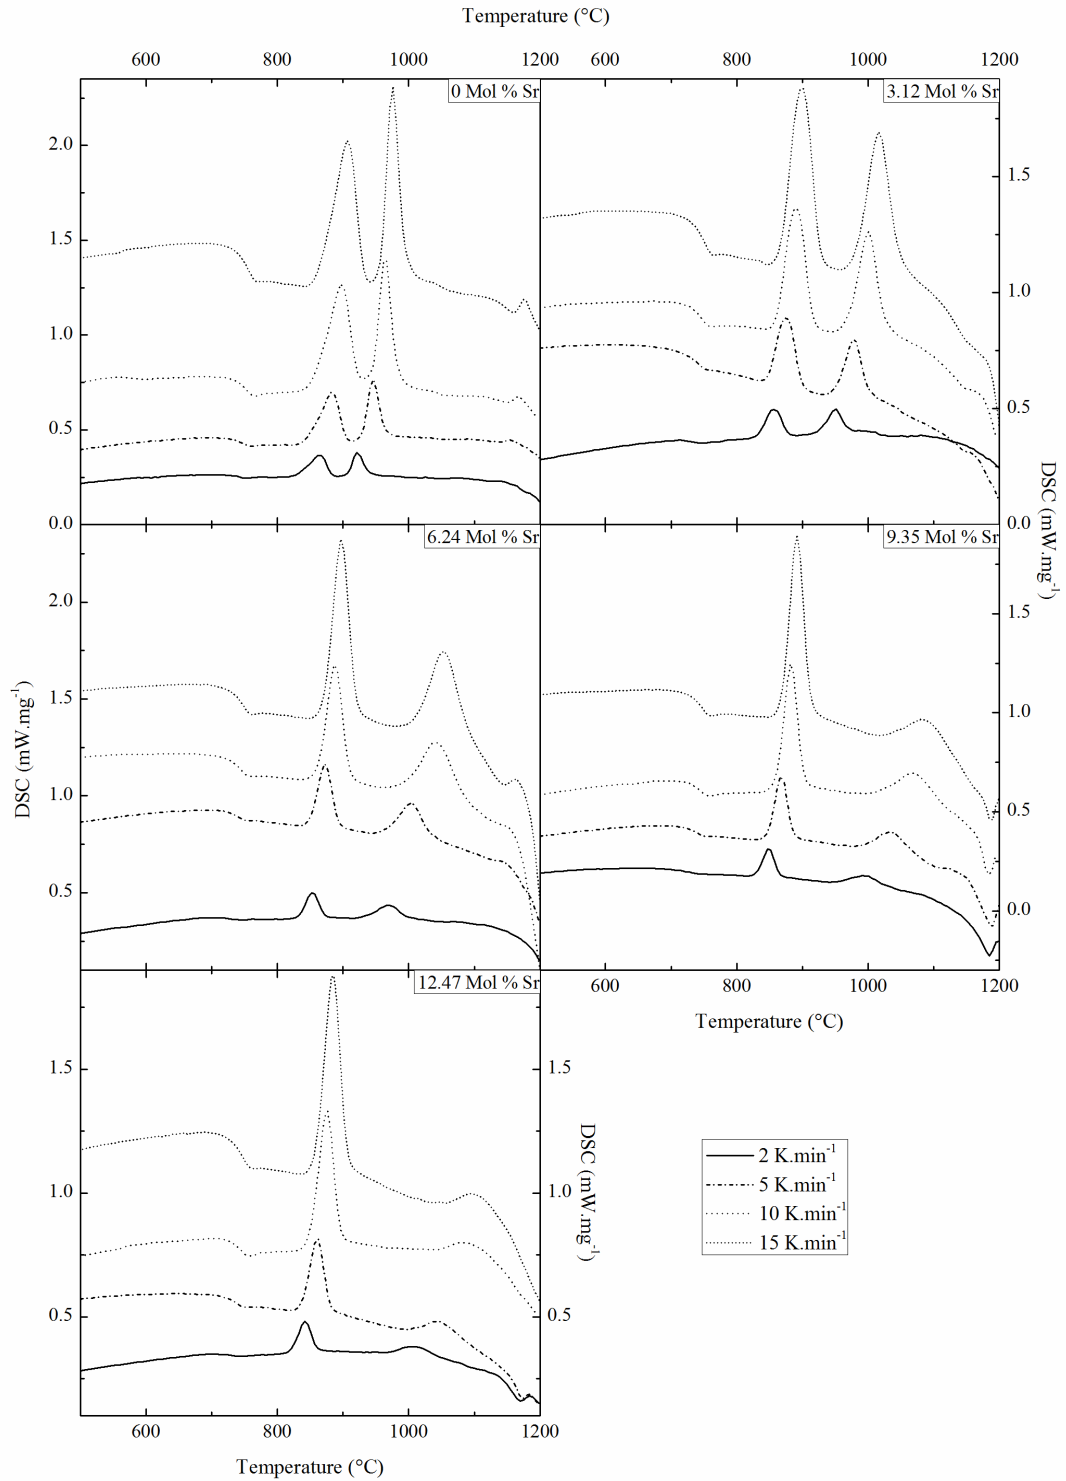 Temperature (°C)
600 800 1000 1200 600 800 1000 1200
0 Mol % Sr
3.12 Mol % Sr
2.0
1.5
1.0
0.5
0.0
1.5
1.0
0.5
0.0
DSC (mW.mg-1)
6.24 Mol % Sr
9.35 Mol % Sr
2.0
1.5
1.0
0.5
DSC (mW.mg-1)
1.5
1.0
0.5
0.0
600 800 1000 1200
Temperature (°C)
12.47 Mol % Sr
1.5
1.0
0.5
1.5
1.0
0.5
DSC (mW.mg-1)
600 800 1000 1200
Temperature (°C)
2 K.min-1
5 K.min-1
10 K.min-1
15 K.min-1